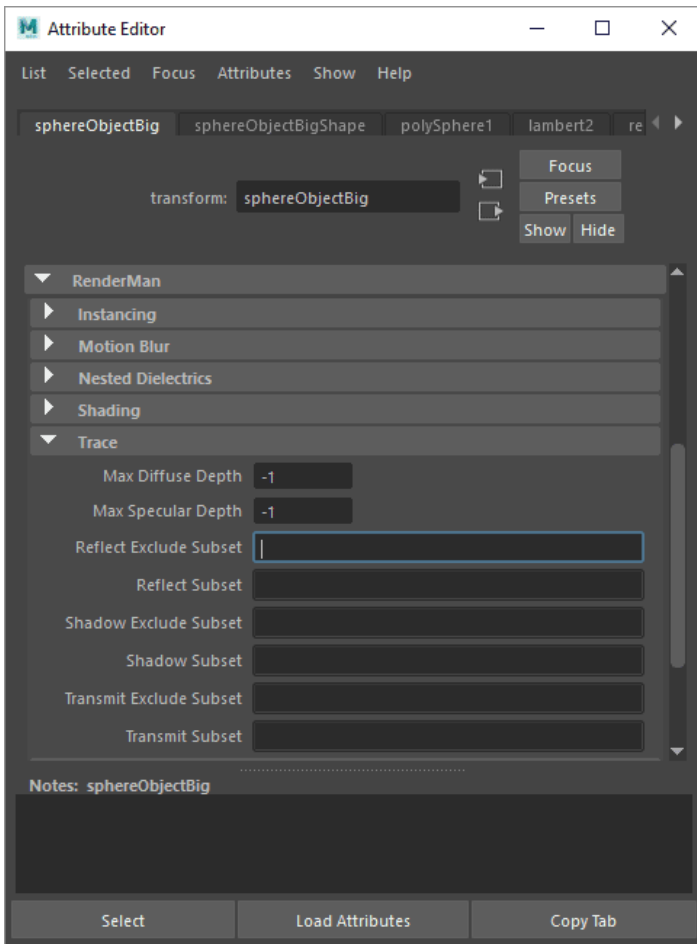 Attribute Editor
List Selected Focus Attributes Show Help
sphereObjectBig sphereObjectBigShape polySphere1 lambert2 re
Focus
transform: sphereObjectBig
Presets
Show Hide
RenderMan
Instancing
Motion Blur
Nested Dielectrics
Shading
Trace
Max Diffuse Depth -1
Max Specular Depth -1
Reflect Exclude Subset
Reflect Subset
Shadow Exclude Subset
Shadow Subset
Transmit Exclude Subset
Transmit Subset
Notes: sphereObjectBig
Select Load Attributes Copy Tab